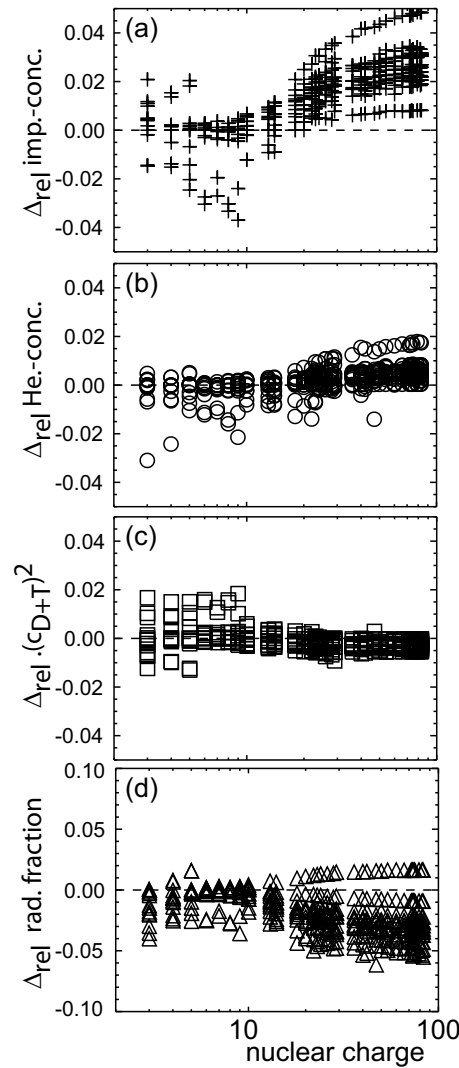 (a)
0.04
0.02
0.00
-0.02
-0.04
Δrel imp.-conc.
(b)
0.04
0.02
0.00
-0.02
-0.04
Δrel He.-conc.
(c)
0.04
0.02
0.00
-0.02
-0.04
Δrel ·(cD+T)²
(d)
0.10
0.05
0.00
-0.05
-0.10
Δrel rad. fraction
10
100
nuclear charge